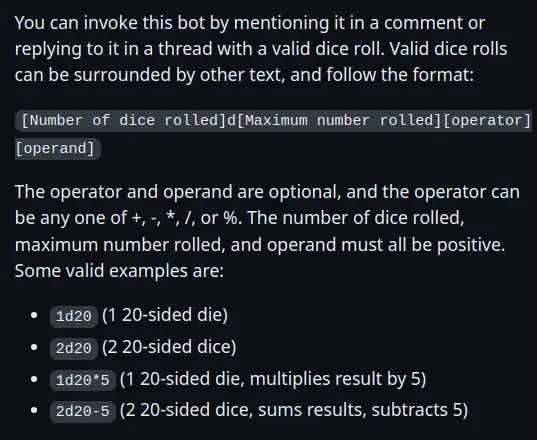 You can invoke this bot by mentioning it in a comment or
replying to it in a thread with a valid dice roll. Valid dice rolls
can be surrounded by other text, and follow the format:
[Number of dice rolled]d[Maximum number rolled][operator]
[operand]
The operator and operand are optional, and the operator can
be any one of +, -, *, /, or %. The number of dice rolled,
maximum number rolled, and operand must all be positive.
Some valid examples are:
• 1d20 (1 20-sided die)
• 2d20 (2 20-sided dice)
• 1d20*5 (1 20-sided die, multiplies result by 5)
• 2d20-5 (2 20-sided dice, sums results, subtracts 5)